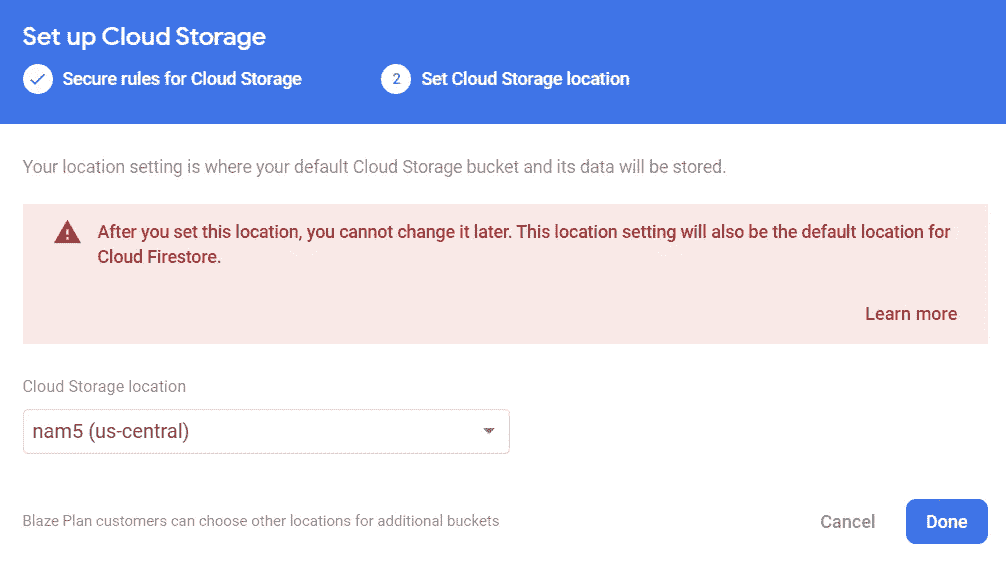 Set up Cloud Storage
Secure rules for Cloud Storage
2 Set Cloud Storage location
Your location setting is where your default Cloud Storage bucket and its data will be stored.
After you set this location, you cannot change it later. This location setting will also be the default location for
Cloud Firestore.
Learn more
Cloud Storage location
nam5 (us-central)
Blaze Plan customers can choose other locations for additional buckets
Cancel
Done